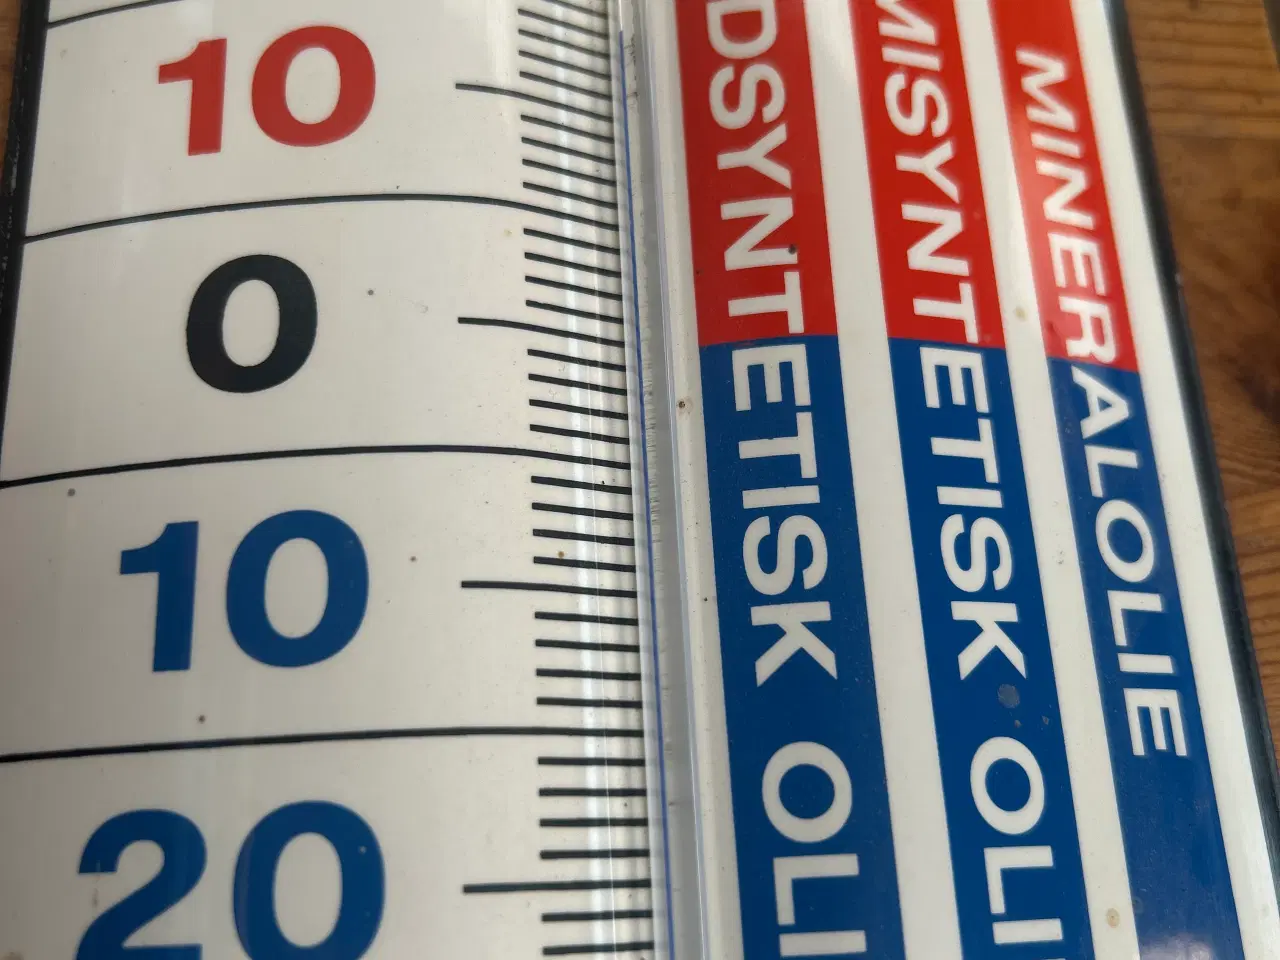 10
0
10
20
DSYNTETISK OLI
MISYNTETISK OLI
MINERALOLIE